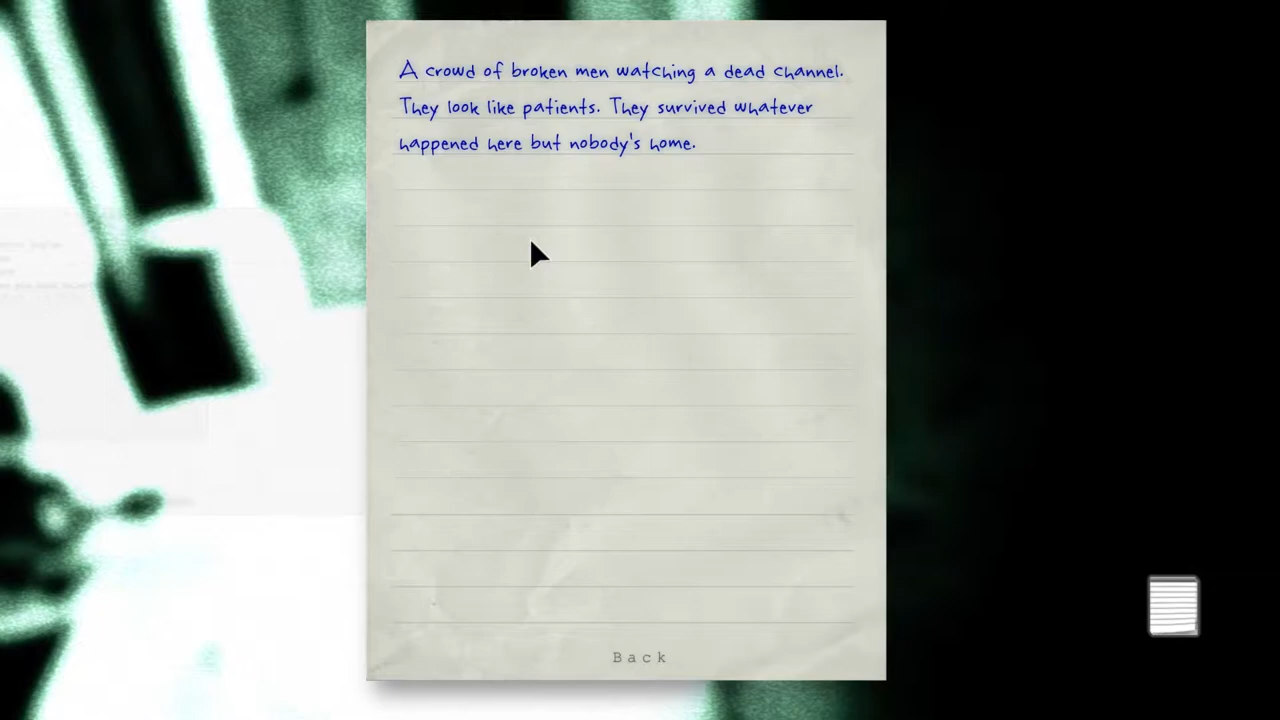 A crowd of broken men watching a dead channel.
They look like patients. They survived whatever
happened here but nobody's home.
Back